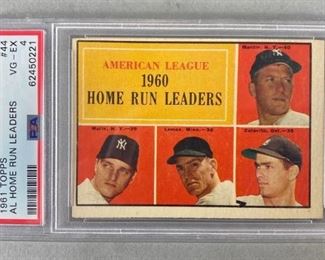 1961 TOPPS
AL HOME RUN LEADERS
#44
VG-EX
4
62450221
PSA
AMERICAN LEAGUE
1960
HOME RUN LEADERS
Mantle, N. Y.—40
Maris, N. Y.—39
Lemon, Minn.—38
Colavito, Det.—35